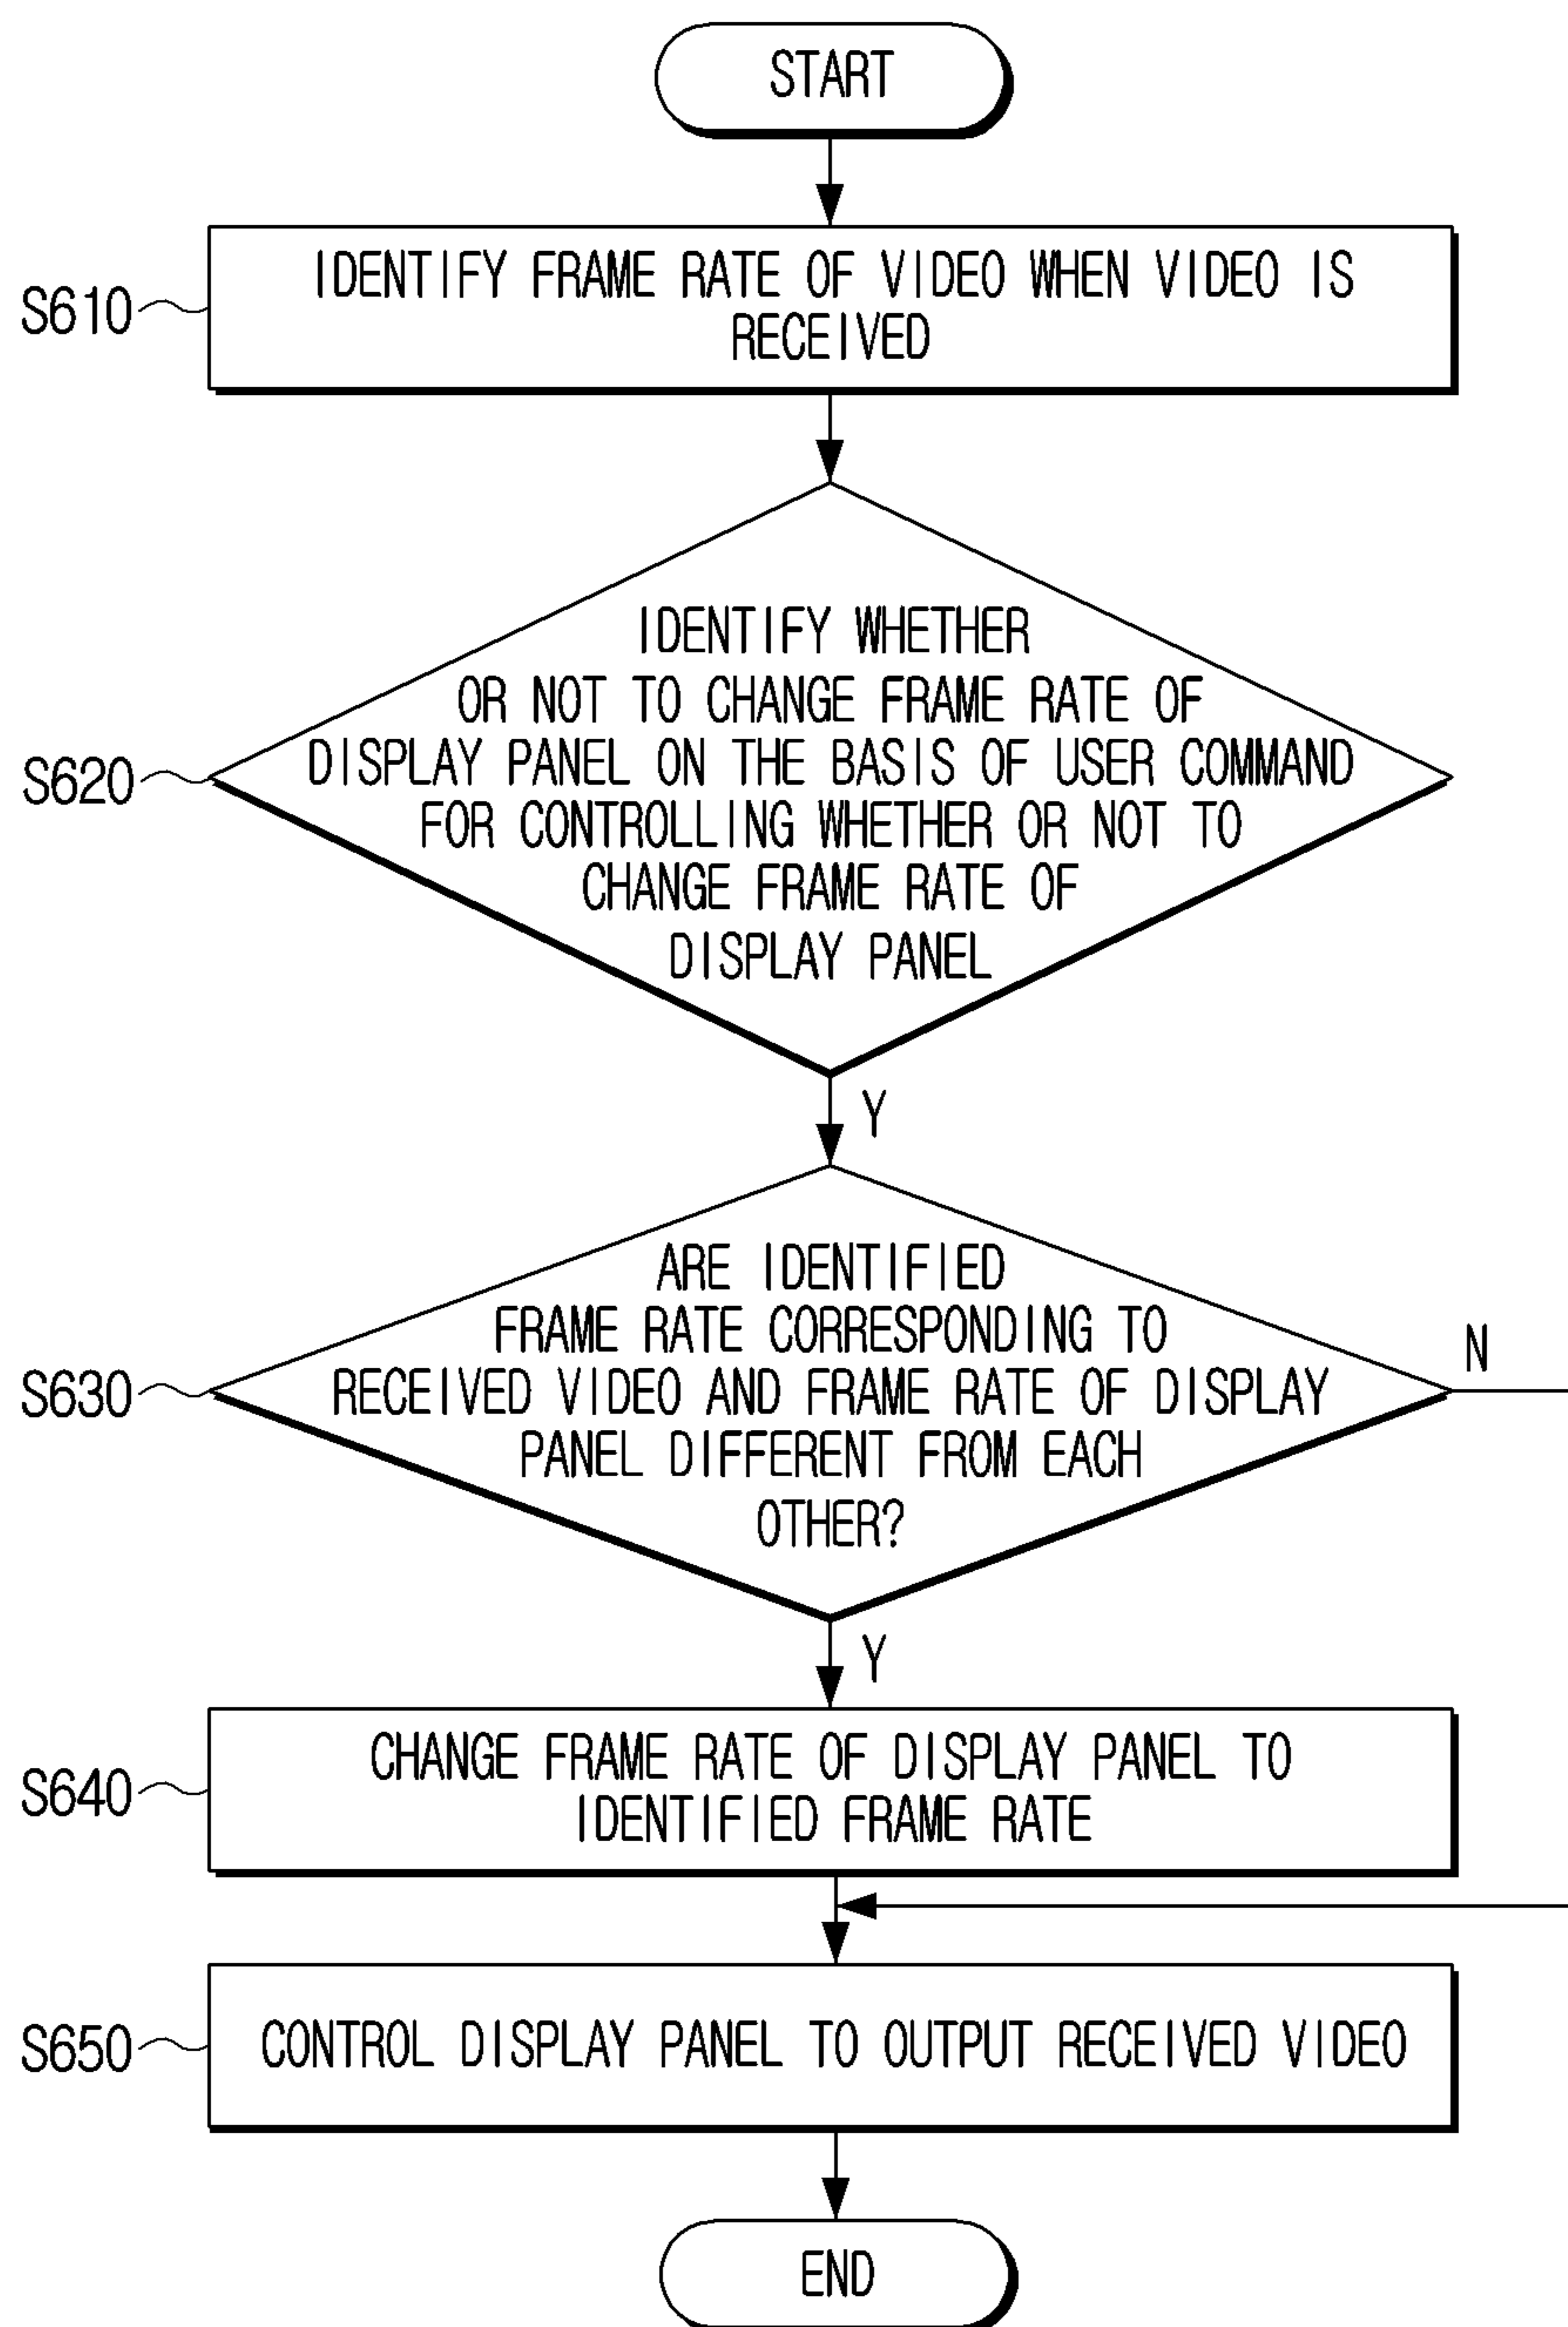 START
S610
IDENTIFY FRAME RATE OF VIDEO WHEN VIDEO IS
RECEIVED
S620
IDENTIFY WHETHER
OR NOT TO CHANGE FRAME RATE OF
DISPLAY PANEL ON THE BASIS OF USER COMMAND
FOR CONTROLLING WHETHER OR NOT TO
CHANGE FRAME RATE OF
DISPLAY PANEL
Y
S630
ARE IDENTIFIED
FRAME RATE CORRESPONDING TO
RECEIVED VIDEO AND FRAME RATE OF DISPLAY
PANEL DIFFERENT FROM EACH
OTHER?
N
Y
S640
CHANGE FRAME RATE OF DISPLAY PANEL TO
IDENTIFIED FRAME RATE
S650
CONTROL DISPLAY PANEL TO OUTPUT RECEIVED VIDEO
END